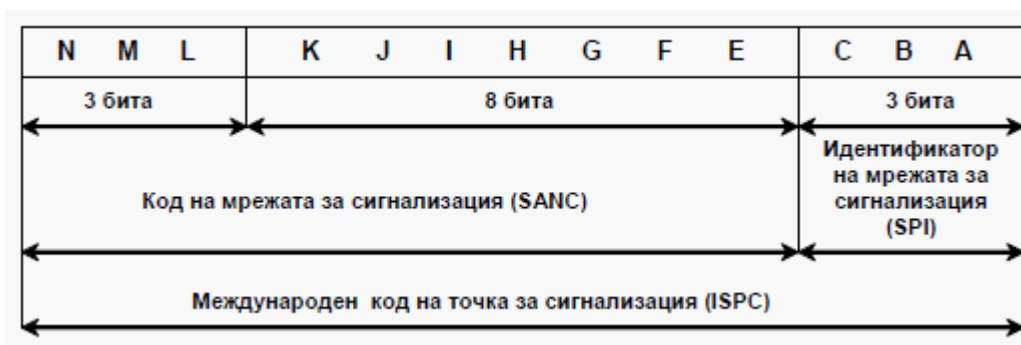 N M L K J I H G F E C B A
3 бита 8 бита 3 бита
Код на мрежата за сигнализация (SANC)
Идентификатор
на мрежата за
сигнализация
(SPI)
Международен код на точка за сигнализация (ISPC)